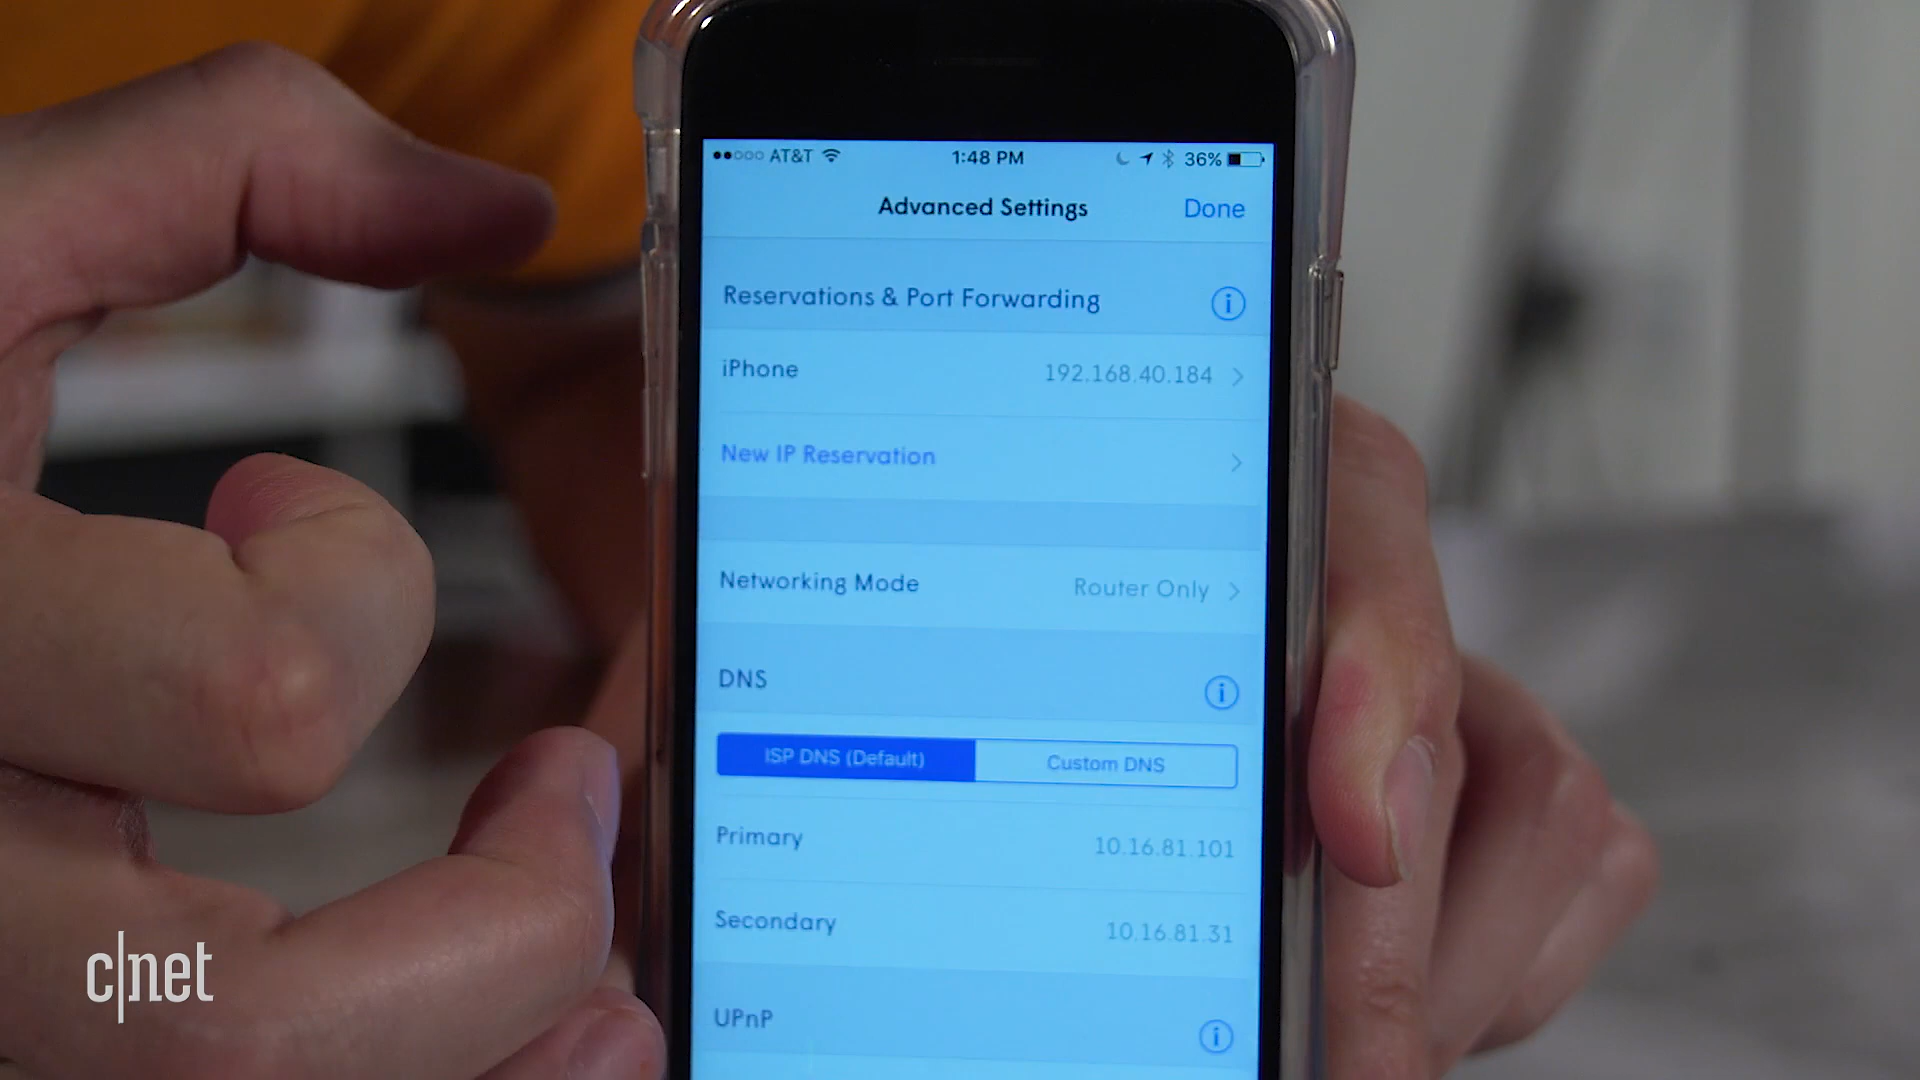 AT&T 1:48 PM 36%
Advanced Settings Done
Reservations & Port Forwarding
iPhone 192.168.40.184
New IP Reservation
Networking Mode Router Only
DNS
ISP DNS (Default) Custom DNS
Primary 10.16.81.101
Secondary 10.16.81.31
UPnP
c|net